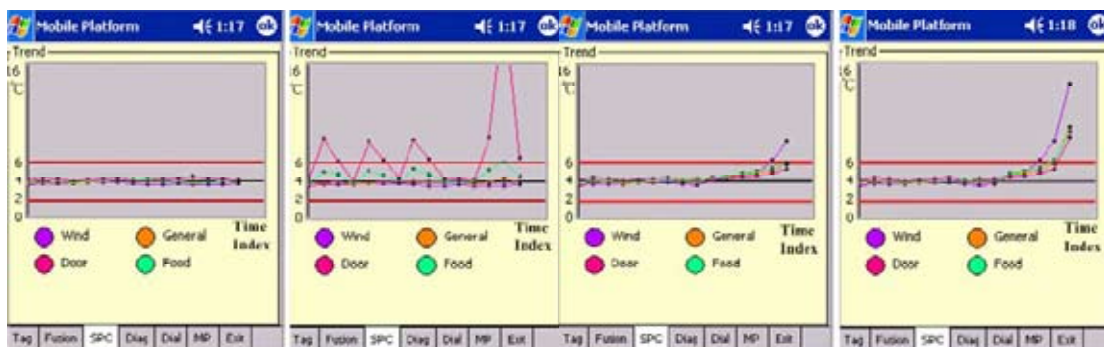 Mobile Platform 1:17 ok
Trend
16
℃
6
4
2
0
Time
Index
Wind General
Door Food
Tag Fusion SPC Diag Dial MP Exit
Mobile Platform 1:17 ok
Trend
16
℃
6
4
2
0
Time
Index
Wind General
Door Food
Tag Fusion SPC Diag Dial MP Exit
Mobile Platform 1:17 ok
Trend
16
℃
6
4
2
0
Time
Index
Wind General
Door Food
Tag Fusion SPC Diag Dial MP Exit
Mobile Platform 1:18 ok
Trend
16
℃
6
4
2
0
Time
Index
Wind General
Door Food
Tag Fusion SPC Diag Dial MP Exit